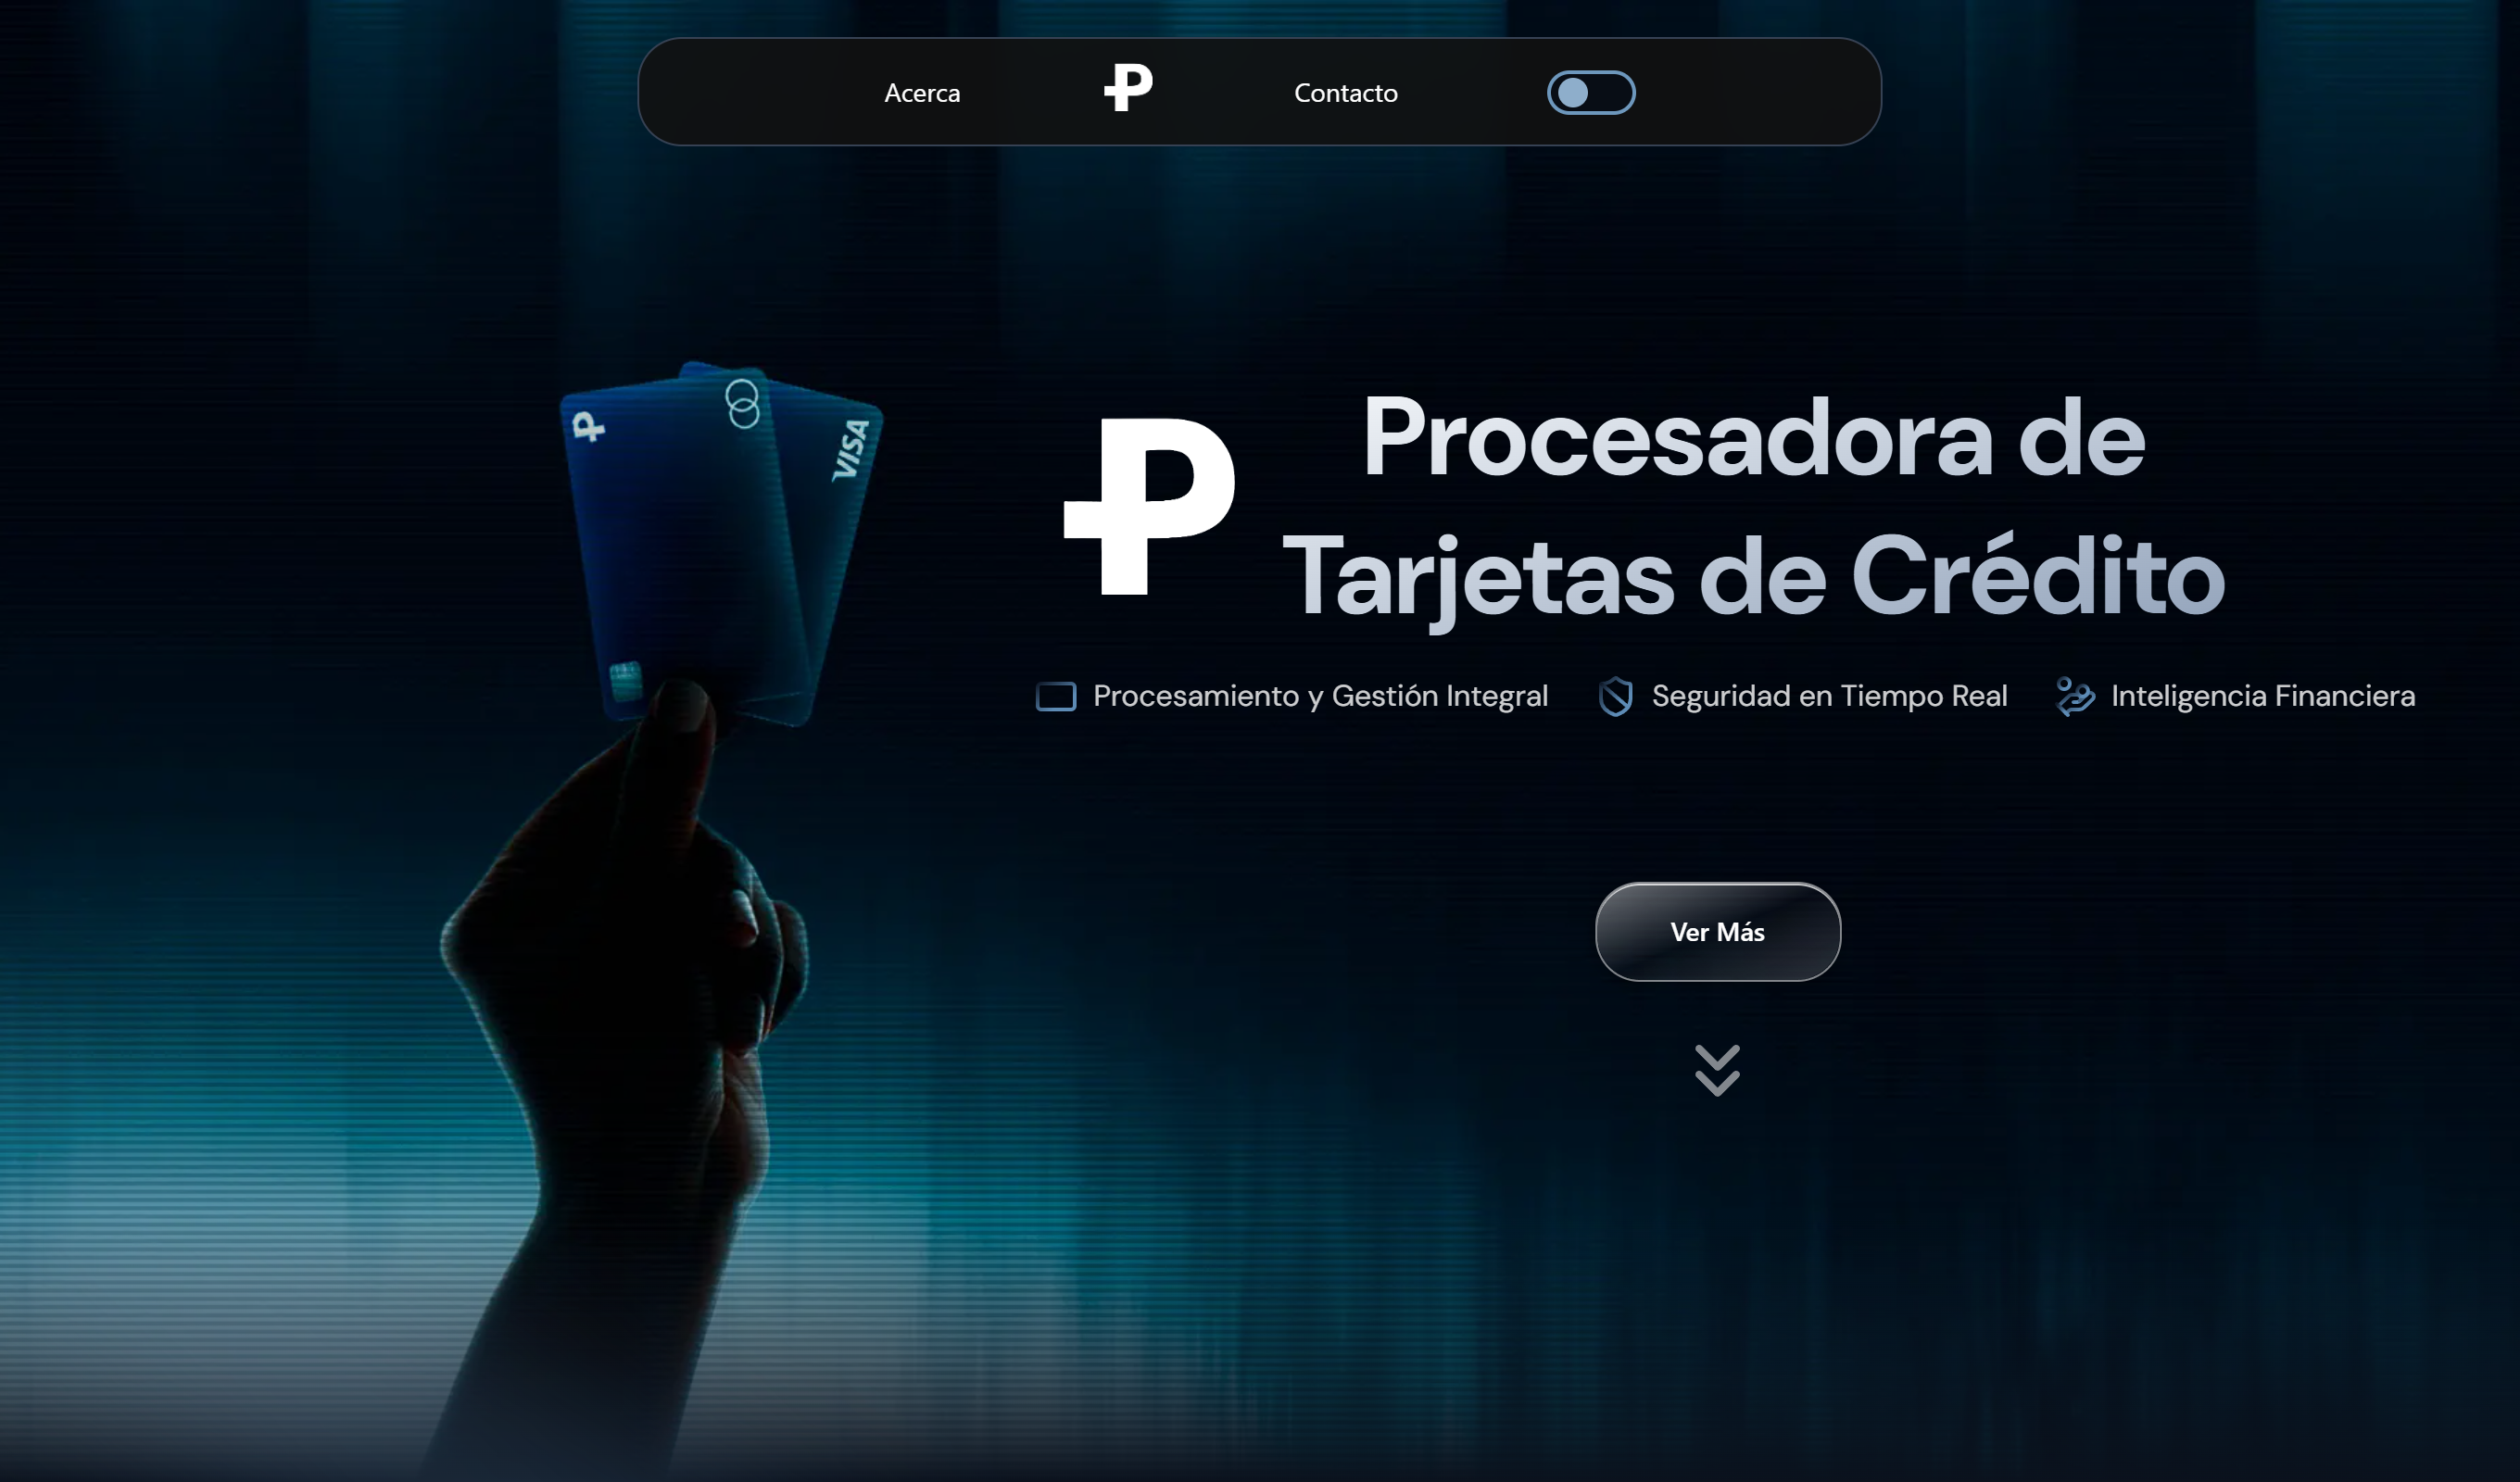 Acerca
Contacto
VISA
Procesadora de
Tarjetas de Crédito
Procesamiento y Gestión Integral
Seguridad en Tiempo Real
Inteligencia Financiera
Ver Más